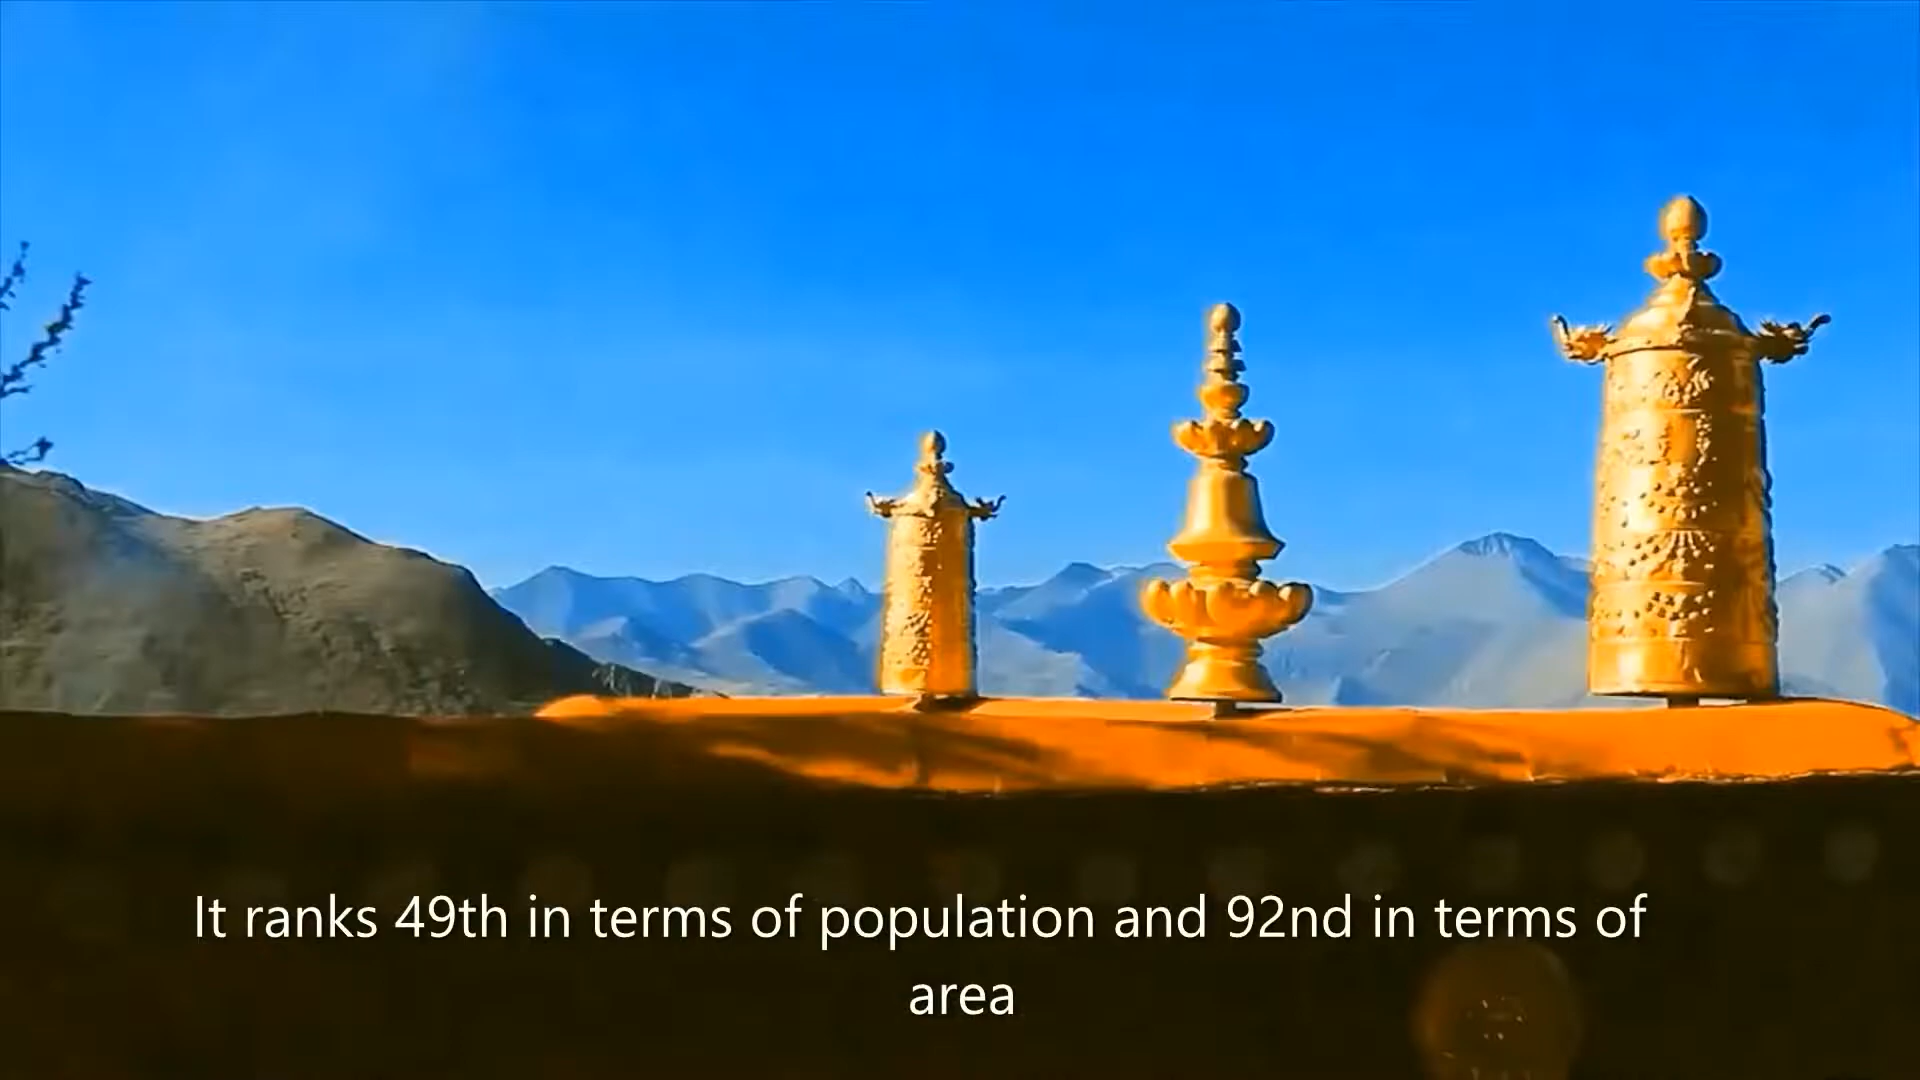 It ranks 49th in terms of population and 92nd in terms of
area